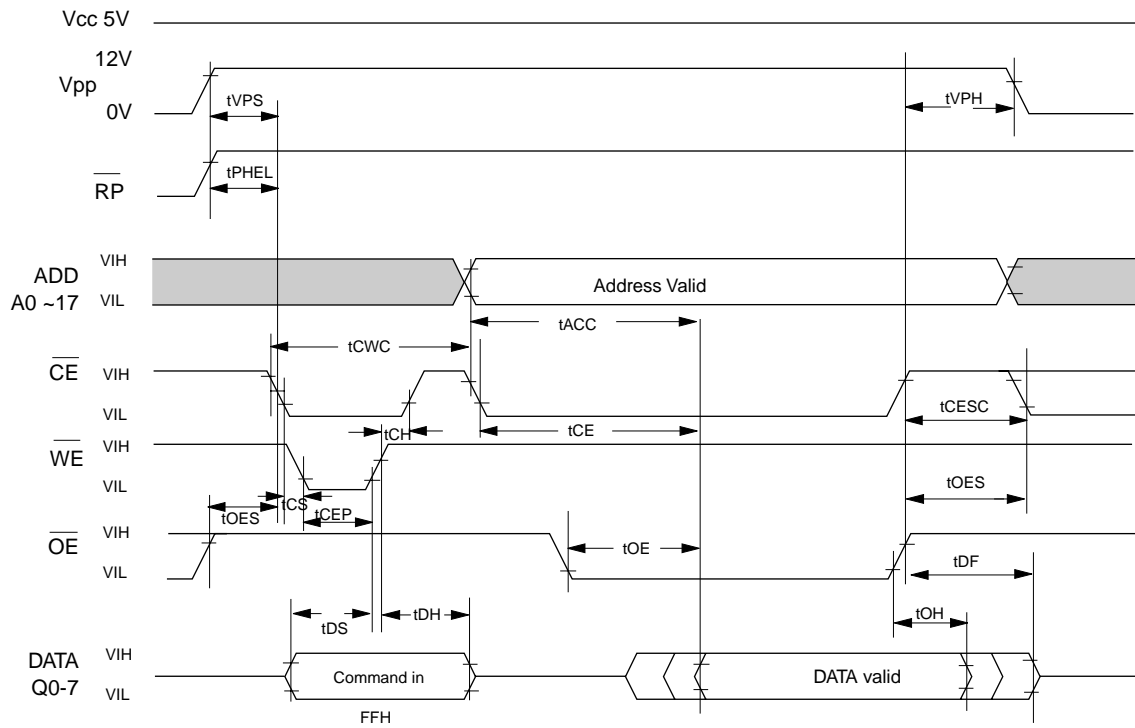 Vcc 5V
12V
Vpp
0V
tVPS
tVPH
RP
tPHEL
ADD
A0 ~17
VIH
VIL
Address Valid
tACC
tCWC
CE
VIH
VIL
tCESC
tCE
tCH
WE
VIH
VIL
tCS
tOES
tCEP
tOES
OE
VIH
VIL
tOE
tDF
tDS
tDH
tOH
DATA
Q0-7
VIH
VIL
Command in
DATA valid
FFH